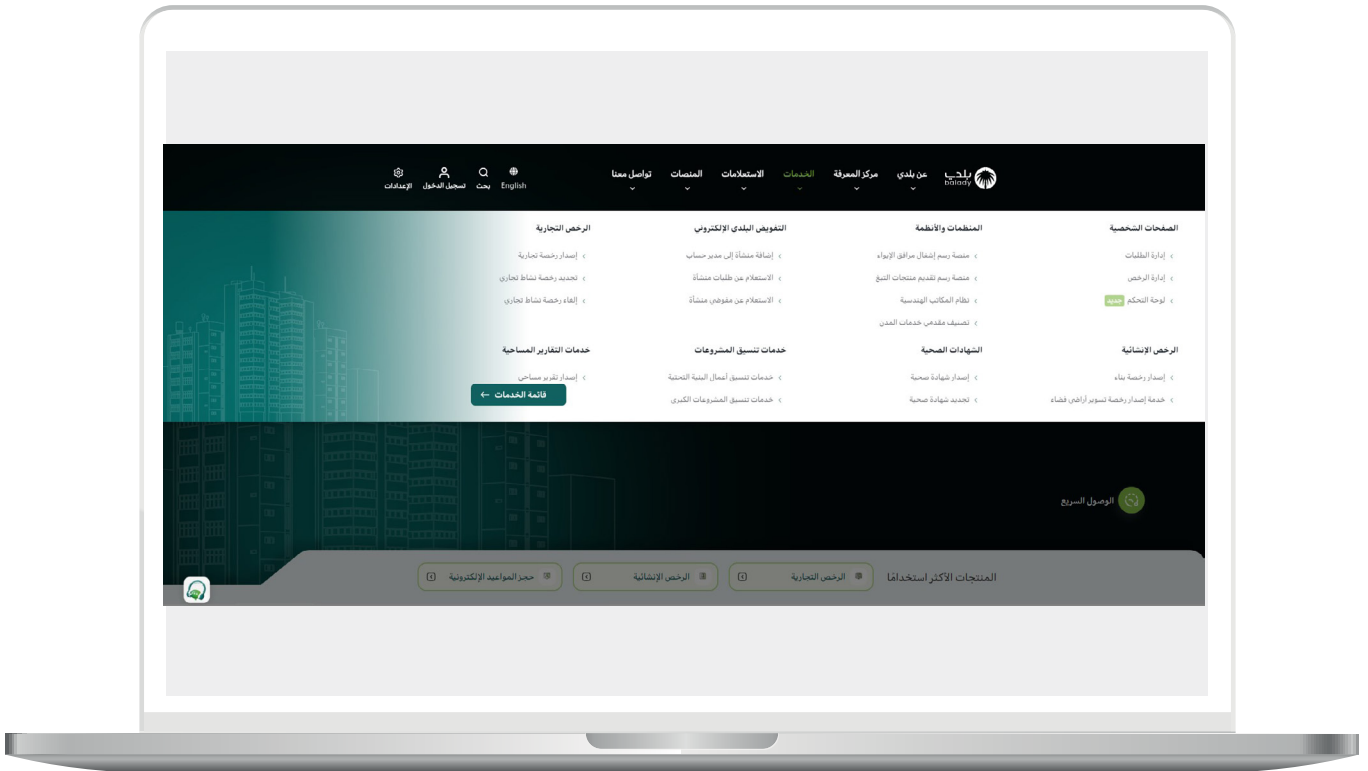 بلدي
balady
عن بلدي
مركز المعرفة
الخدمات
الاستعلامات
المنصات
تواصل معنا
English
بحث
تسجيل الدخول
الإعدادات
الصفحات الشخصية
إدارة الطلبات
إدارة الرخص
لوحة التحكم جديد
المنظمات والأنظمة
منصة رسم إشغال مرافق الإيواء
منصة رسم تقديم منتجات التبغ
نظام المكاتب الهندسية
تصنيف مقدمي خدمات المدن
التفويض البلدي الإلكتروني
إضافة منشأة إلى مدير حساب
الاستعلام عن طلبات منشأة
الاستعلام عن مفوضي منشأة
الرخص التجارية
إصدار رخصة تجارية
تجديد رخصة نشاط تجاري
إلغاء رخصة نشاط تجاري
الرخص الإنشائية
إصدار رخصة بناء
خدمة إصدار رخصة تسوير أراضي فضاء
الشهادات الصحية
إصدار شهادة صحية
تجديد شهادة صحية
خدمات تنسيق المشروعات
خدمات تنسيق أعمال البنية التحتية
خدمات تنسيق المشروعات الكبرى
خدمات التقارير المساحية
إصدار تقرير مساحي
قائمة الخدمات
الوصول السريع
المنتجات الأكثر استخدامًا
الرخص التجارية
الرخص الإنشائية
حجز المواعيد الإلكترونية